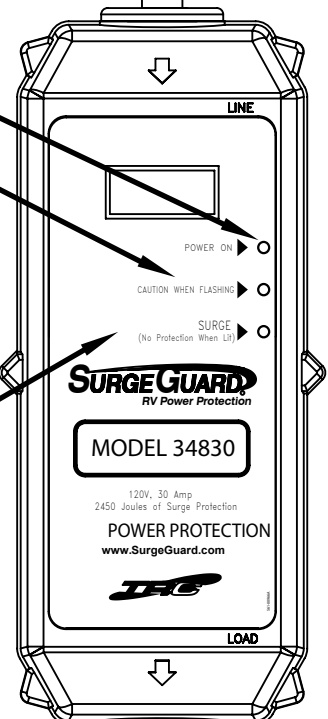 LINE
POWER ON
CAUTION WHEN FLASHING
SURGE
(No Protection When Lit)
SURGEGUARD®
RV Power Protection
MODEL 34830
120V, 30 Amp
2450 Joules of Surge Protection
POWER PROTECTION
www.SurgeGuard.com
TRC
LOAD